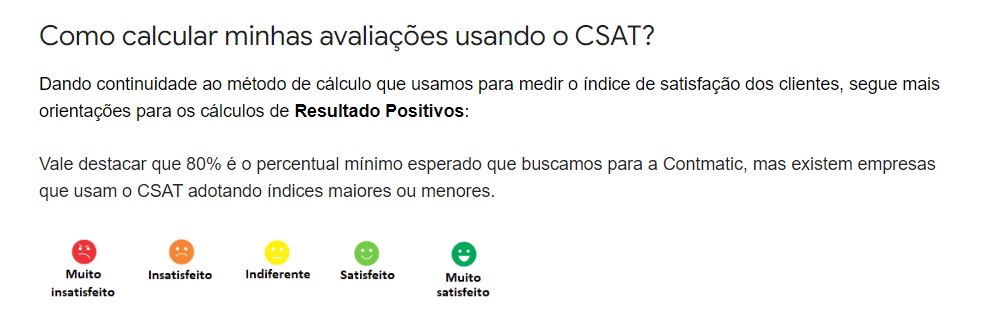 Como calcular minhas avaliações usando o CSAT?
Dando continuidade ao método de cálculo que usamos para medir o índice de satisfação dos clientes, segue mais
orientações para os cálculos de Resultado Positivos:
Vale destacar que 80% é o percentual mínimo esperado que buscamos para a Contmatic, mas existem empresas
que usam o CSAT adotando índices maiores ou menores.
Muito insatisfeito
Insatisfeito
Indiferente
Satisfeito
Muito satisfeito